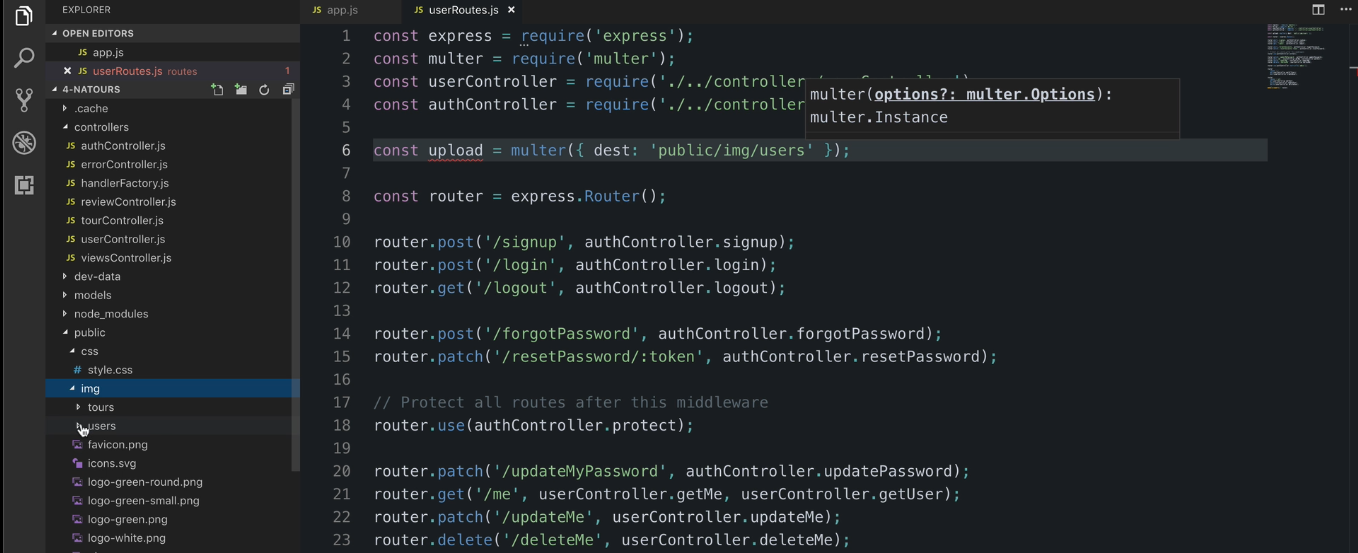 EXPLORER
OPEN EDITORS
JS app.js
× JS userRoutes.js routes 1
4-NATOURS
.cache
controllers
JS authController.js
JS errorController.js
JS handlerFactory.js
JS reviewController.js
JS tourController.js
JS userController.js
JS viewsController.js
dev-data
models
node_modules
public
css
# style.css
img
tours
users
favicon.png
icons.svg
logo-green-round.png
logo-green-small.png
logo-green.png
logo-white.png
JS app.js JS userRoutes.js ×
1 const express = require('express');
2 const multer = require('multer');
3 const userController = require('./../controller
4 const authController = require('./../controller
multer(options?: multer.Options):
multer.Instance
5
6 const upload = multer({ dest: 'public/img/users' });
7
8 const router = express.Router();
9
10 router.post('/signup', authController.signup);
11 router.post('/login', authController.login);
12 router.get('/logout', authController.logout);
13
14 router.post('/forgotPassword', authController.forgotPassword);
15 router.patch('/resetPassword/:token', authController.resetPassword);
16
17 // Protect all routes after this middleware
18 router.use(authController.protect);
19
20 router.patch('/updateMyPassword', authController.updatePassword);
21 router.get('/me', userController.getMe, userController.getUser);
22 router.patch('/updateMe', userController.updateMe);
23 router.delete('/deleteMe', userController.deleteMe);